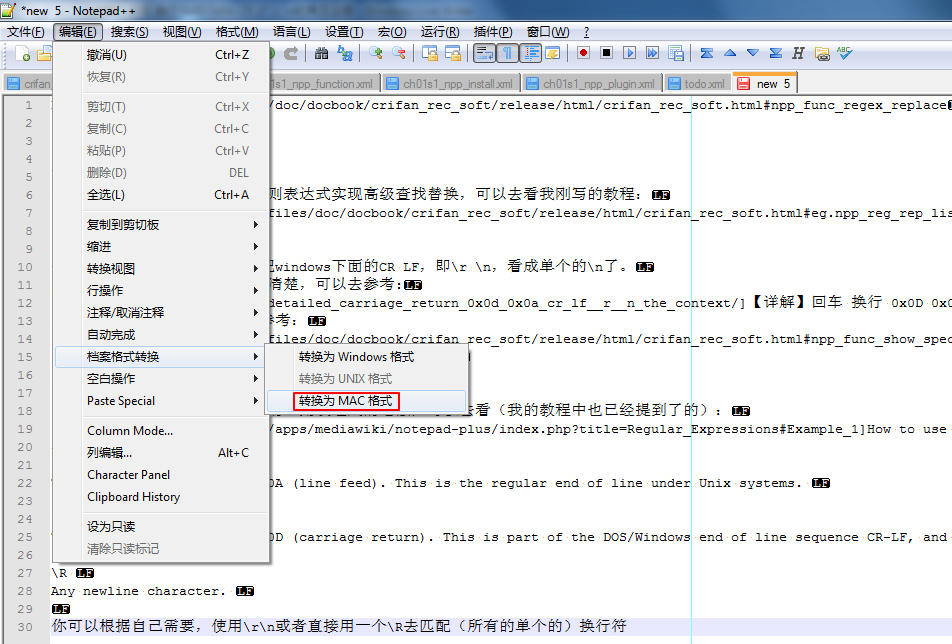 *new 5 - Notepad++
文件(F) 编辑(E) 搜索(S) 视图(V) 格式(M) 语言(L) 设置(T) 宏(O) 运行(R) 插件(P) 窗口(W) ?
crifan ls1_npp_function.xml ch01s1_npp_install.xml ch01s1_npp_plugin.xml todo.xml new 5
撤消(U) Ctrl+Z
恢复(R) Ctrl+Y
剪切(T) Ctrl+X
复制(C) Ctrl+C
粘贴(P) Ctrl+V
删除(D) DEL
全选(L) Ctrl+A
复制到剪切板
缩进
转换视图
行操作
注释/取消注释
自动完成
档案格式转换
空白操作
Paste Special
Column Mode...
列编辑... Alt+C
Character Panel
Clipboard History
设为只读
清除只读标记
转换为 Windows 格式
转换为 UNIX 格式
转换为 MAC 格式
1 /doc/docbook/crifan_rec_soft/release/html/crifan_rec_soft.html#npp_func_regex_replace
2
3
4
5
6 则表达式实现高级查找替换，可以去看我刚写的教程：LF
7 files/doc/docbook/crifan_rec_soft/release/html/crifan_rec_soft.html#eg.npp_reg_rep_lis
8
9
10 windows下面的CR LF，即\r \n，看成单个的\n了。LF
11 清楚，可以去参考:LF
12 detailed_carriage_return_0x0d_0x0a_cr_lf__r__n_the_context/]【详解】回车 换行 0x0D 0x0
13 考：LF
14 files/doc/docbook/crifan_rec_soft/release/html/crifan_rec_soft.html#npp_func_show_spec
15
16
17
18 去看（我的教程中也已经提到了的）：LF
19 /apps/mediawiki/notepad-plus/index.php?title=Regular_Expressions#Example_1]How to use
20
21
22 0A (line feed). This is the regular end of line under Unix systems. LF
23
24
25 0D (carriage return). This is part of the DOS/Windows end of line sequence CR-LF, and
26
27 \R LF
28 Any newline character. LF
29 LF
30 你可以根据自己需要，使用\r\n或者直接用一个\R去匹配（所有的单个的）换行符